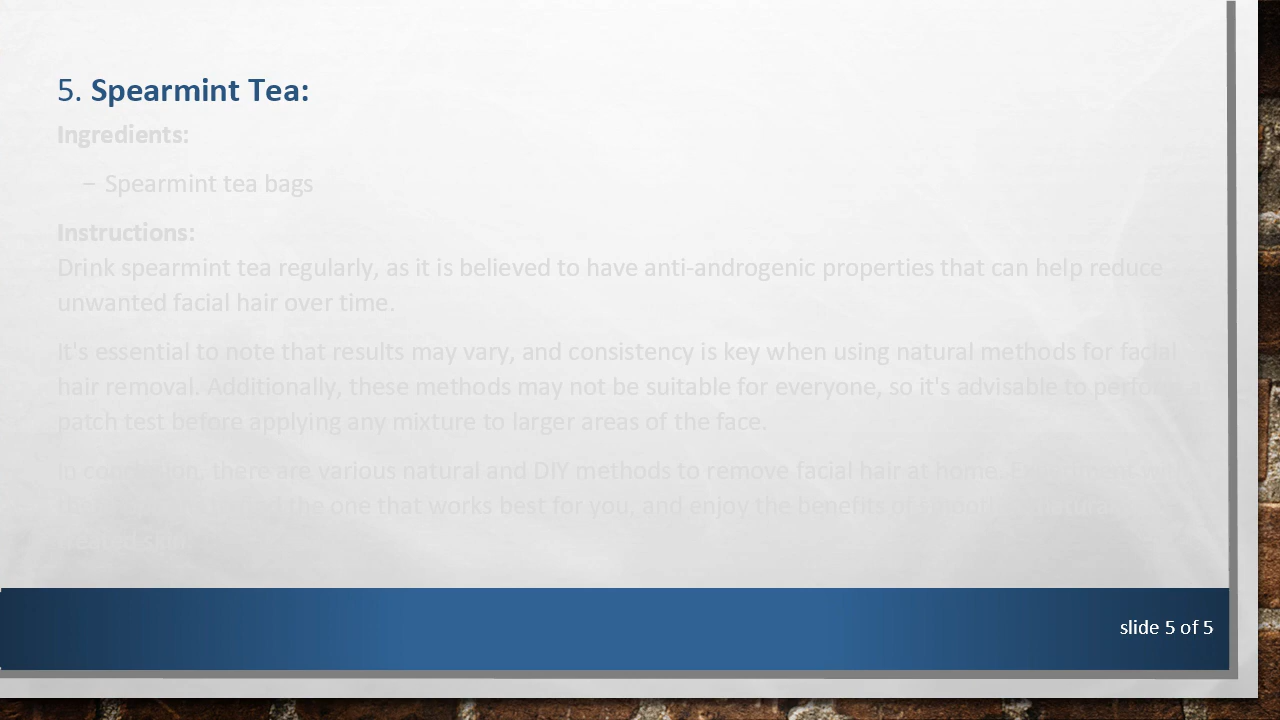 5. Spearmint Tea:
Ingredients:
– Spearmint tea bags
Instructions:
Drink spearmint tea regularly, as it is believed to have anti-androgenic properties that can help reduce
unwanted facial hair over time.
It's essential to note that results may vary, and consistency is key when using natural methods for facial
hair removal. Additionally, these methods may not be suitable for everyone, so it's advisable to perform a
patch test before applying any mixture to larger areas of the face.
In conclusion, there are various natural and DIY methods to remove facial hair at home. Experiment with
the one that works best for you, and enjoy the benefits of
slide 5 of 5